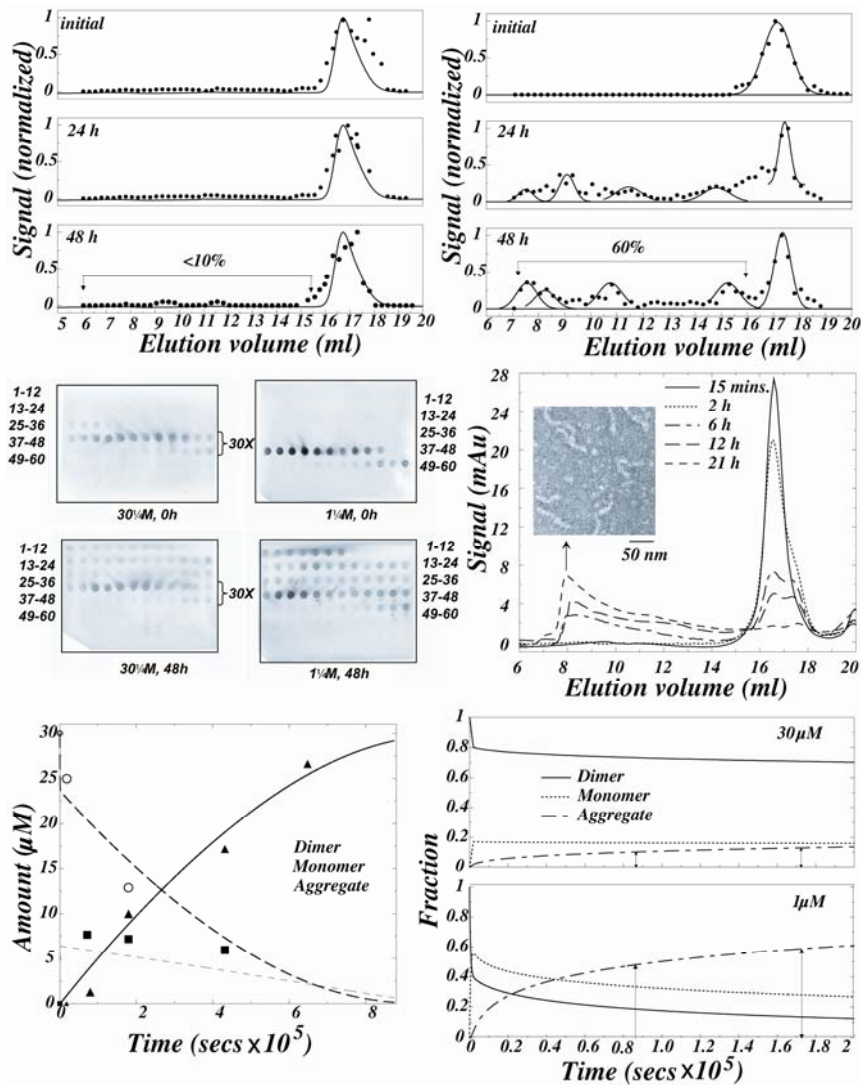 initial
1
0.5
0
24 h
1
0.5
0
48 h
1
0.5
0
<10%
5 6 7 8 9 10 11 12 13 14 15 16 17 18 19 20
Signal (normalized)
Elution volume (ml)
initial
1
0.5
0
24 h
1
0.5
0
48 h
1
0.5
0
60%
6 7 8 9 10 11 12 13 14 15 16 17 18 19 20
Signal (normalized)
Elution volume (ml)
1-12
13-24
25-36
37-48
49-60
30X
30¼M, 0h
1-12
13-24
25-36
37-48
49-60
1¼M, 0h
1-12
13-24
25-36
37-48
49-60
30X
30¼M, 48h
1-12
13-24
25-36
37-48
49-60
1¼M, 48h
28
24
20
16
12
8
4
0
15 mins.
2 h
6 h
12 h
21 h
50 nm
6 8 10 12 14 16 18 20
Signal (mAu)
Elution volume (ml)
30
25
20
15
10
5
0
Dimer
Monomer
Aggregate
0 2 4 6 8
Amount (µM)
Time (secs×10⁵)
1
0.8
0.6
0.4
0.2
0
30µM
Dimer
Monomer
Aggregate
0.8
0.6
0.4
0.2
0
1µM
0 0.2 0.4 0.6 0.8 1.0 1.2 1.4 1.6 1.8 2
Fraction
Time (secs×10⁵)